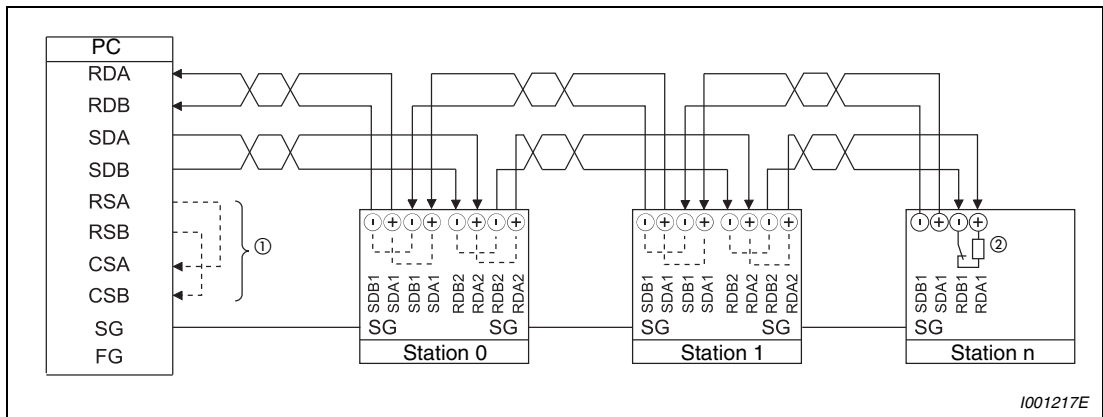 PC
RDA
RDB
SDA
SDB
RSA
RSB
CSA
CSB
SG
FG
①
- + - + - + - +
SDB1 SDA1 SDB1 SDA1 RDB2 RDA2 RDB2 RDA2
SG SG
Station 0
- + - + - + - +
SDB1 SDA1 SDB1 SDA1 RDB2 RDA2 RDB2 RDA2
SG SG
Station 1
- + - +
②
SDB1 SDA1 RDB1 RDA1
SG
Station n
I001217E